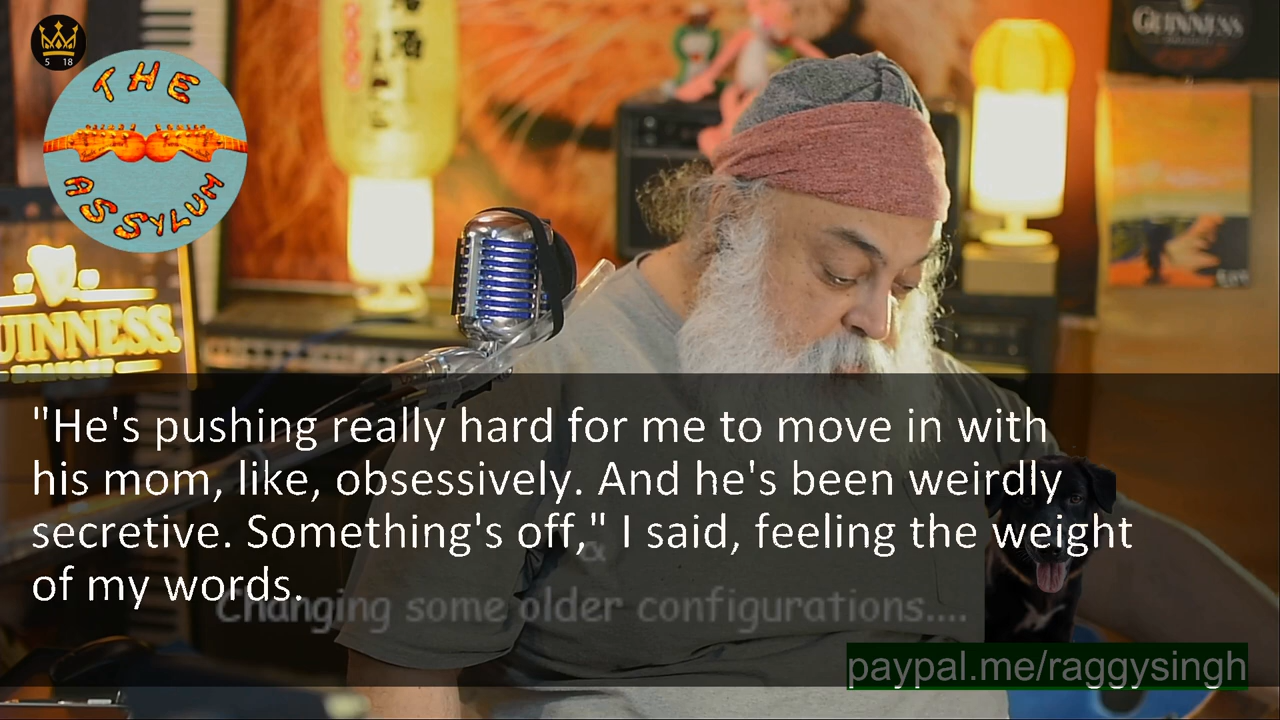 5 18
THE
ASSYLUM
GUINNESS
UINNESS.
DRAUGHT
"He's pushing really hard for me to move in with
his mom, like, obsessively. And he's been weirdly
secretive. Something's off," I said, feeling the weight
of my words.
&
Changing some older configurations....
paypal.me/raggysingh